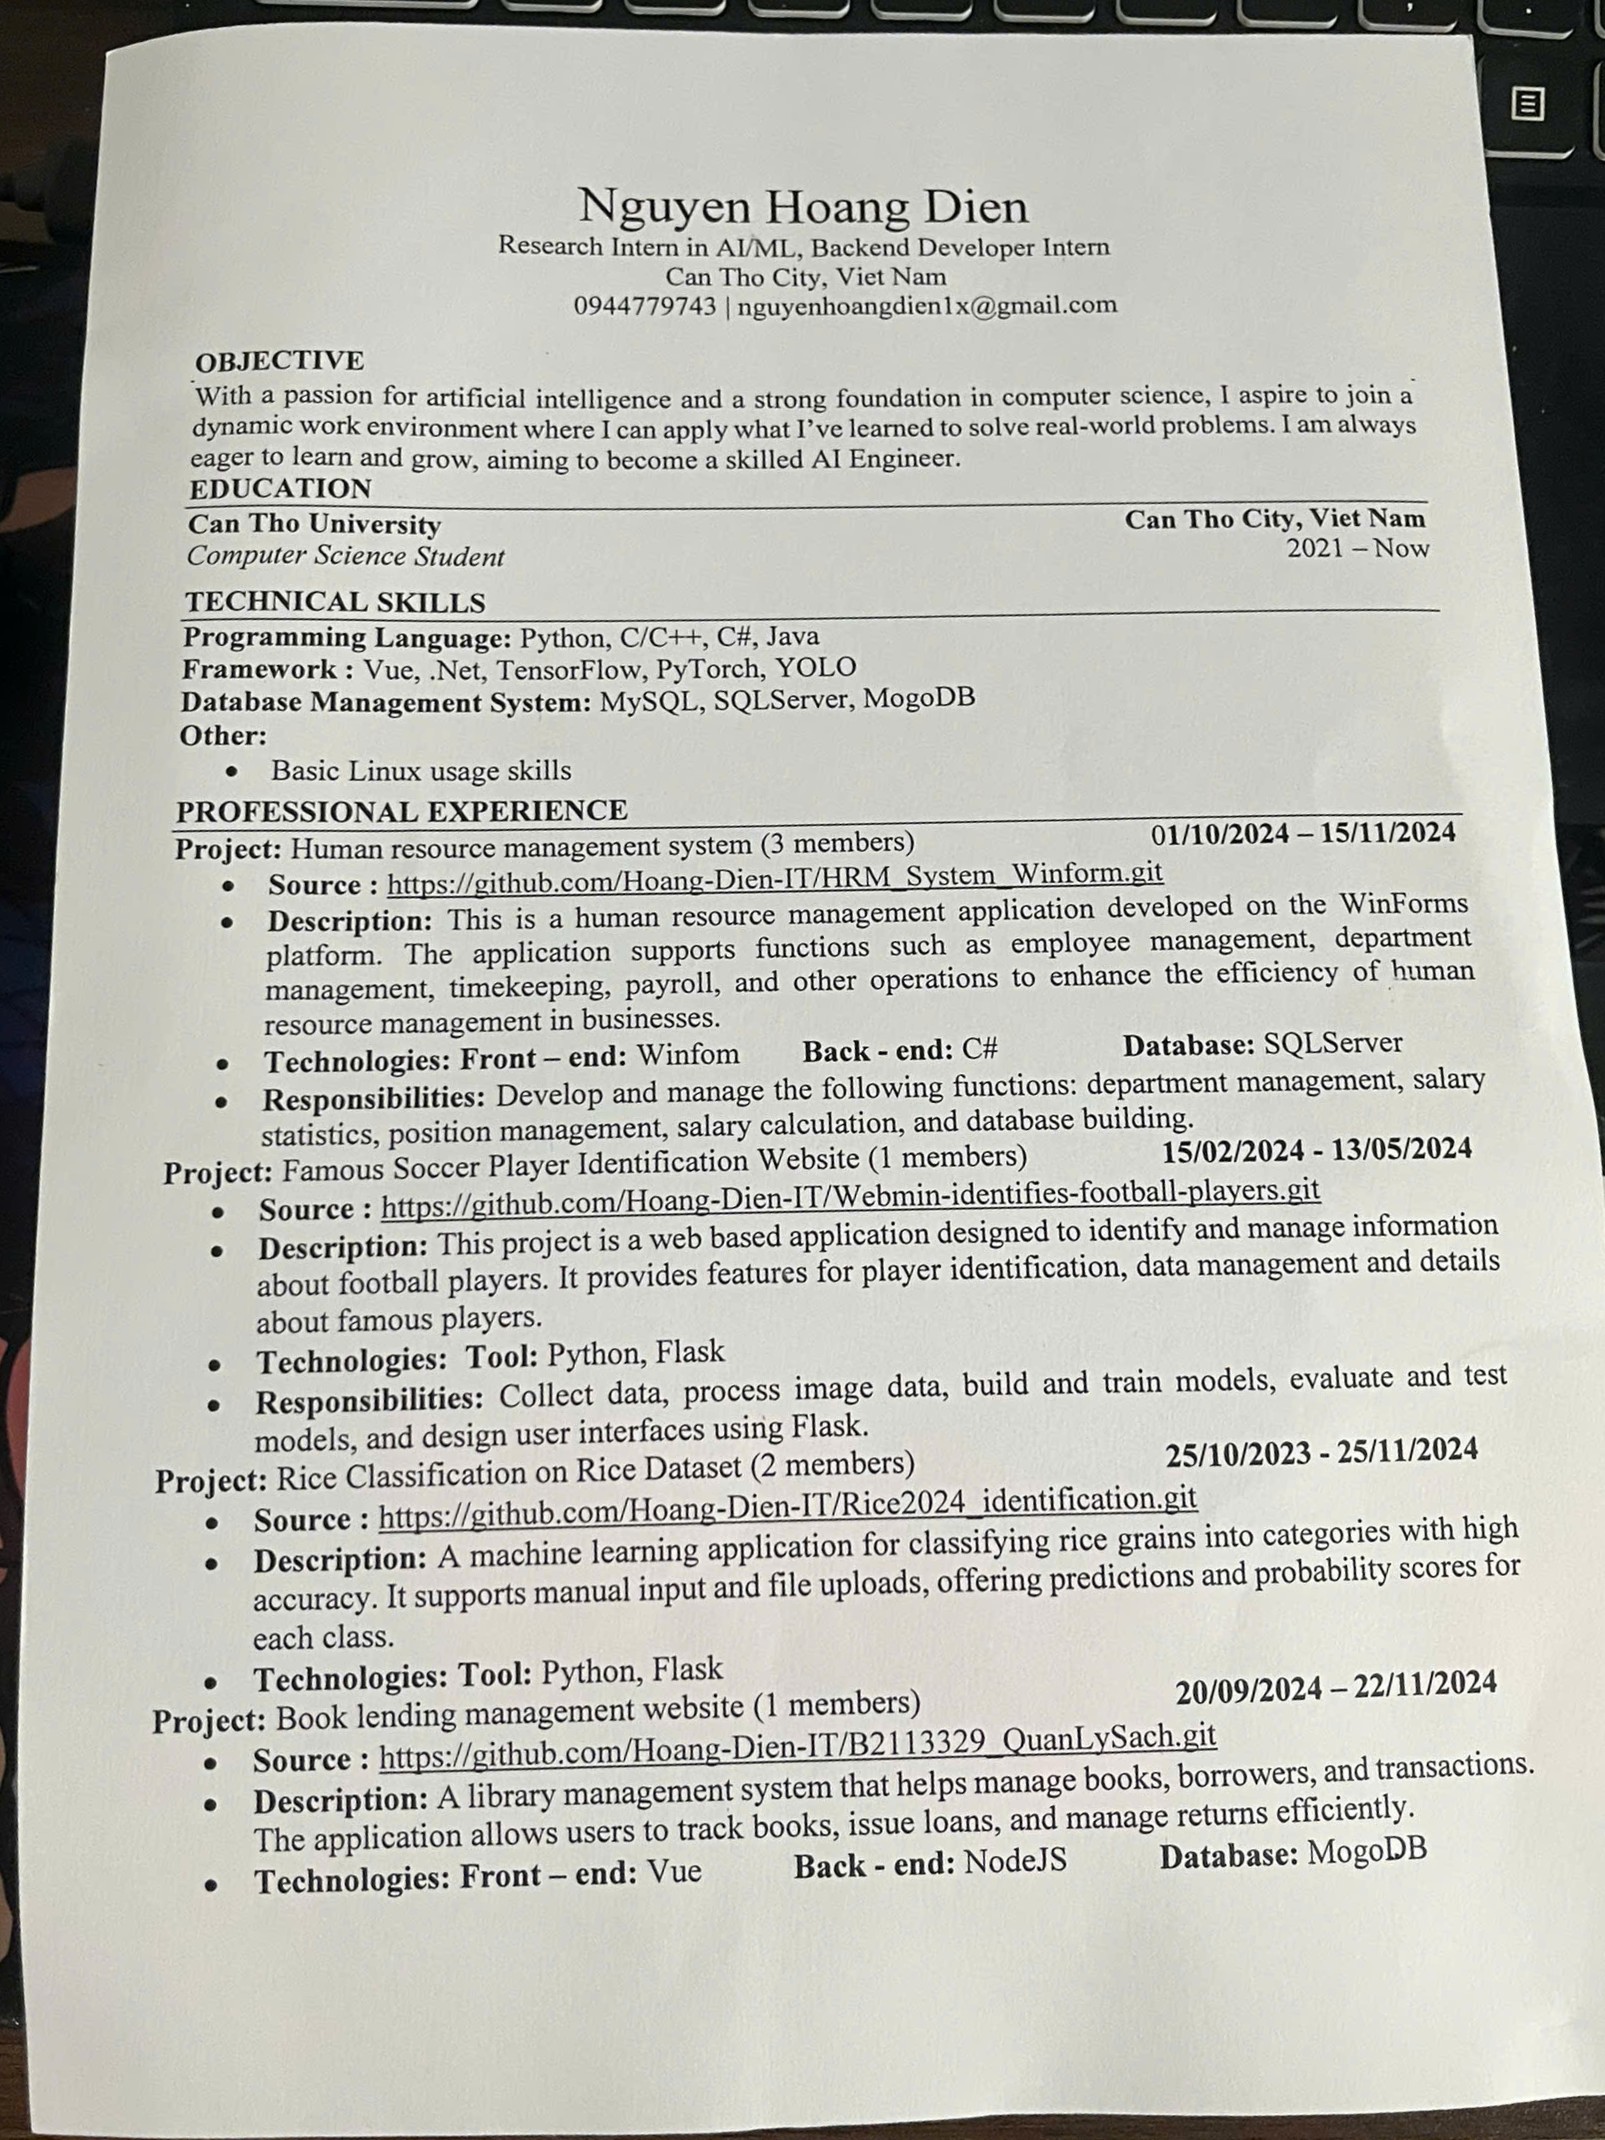 Nguyen Hoang Dien
Research Intern in AI/ML, Backend Developer Intern
Can Tho City, Viet Nam
0944779743 | nguyenhoangdien1x@gmail.com
OBJECTIVE
With a passion for artificial intelligence and a strong foundation in computer science, I aspire to join a
dynamic work environment where I can apply what I've learned to solve real-world problems. I am always
eager to learn and grow, aiming to become a skilled AI Engineer.
EDUCATION
Can Tho University Can Tho City, Viet Nam
Computer Science Student 2021 – Now
TECHNICAL SKILLS
Programming Language: Python, C/C++, C#, Java
Framework : Vue, .Net, TensorFlow, PyTorch, YOLO
Database Management System: MySQL, SQLServer, MogoDB
Other:
• Basic Linux usage skills
PROFESSIONAL EXPERIENCE
Project: Human resource management system (3 members) 01/10/2024 – 15/11/2024
• Source : https://github.com/Hoang-Dien-IT/HRM_System_Winform.git
• Description: This is a human resource management application developed on the WinForms
platform. The application supports functions such as employee management, department
management, timekeeping, payroll, and other operations to enhance the efficiency of human
resource management in businesses.
• Technologies: Front – end: Winfom Back - end: C# Database: SQLServer
• Responsibilities: Develop and manage the following functions: department management, salary
statistics, position management, salary calculation, and database building.
Project: Famous Soccer Player Identification Website (1 members) 15/02/2024 - 13/05/2024
• Source : https://github.com/Hoang-Dien-IT/Webmin-identifies-football-players.git
• Description: This project is a web based application designed to identify and manage information
about football players. It provides features for player identification, data management and details
about famous players.
• Technologies: Tool: Python, Flask
• Responsibilities: Collect data, process image data, build and train models, evaluate and test
models, and design user interfaces using Flask.
Project: Rice Classification on Rice Dataset (2 members) 25/10/2023 - 25/11/2024
• Source : https://github.com/Hoang-Dien-IT/Rice2024_identification.git
• Description: A machine learning application for classifying rice grains into categories with high
accuracy. It supports manual input and file uploads, offering predictions and probability scores for
each class.
• Technologies: Tool: Python, Flask
Project: Book lending management website (1 members) 20/09/2024 – 22/11/2024
• Source : https://github.com/Hoang-Dien-IT/B2113329_QuanLySach.git
• Description: A library management system that helps manage books, borrowers, and transactions.
The application allows users to track books, issue loans, and manage returns efficiently.
• Technologies: Front – end: Vue Back - end: NodeJS Database: MogoDB